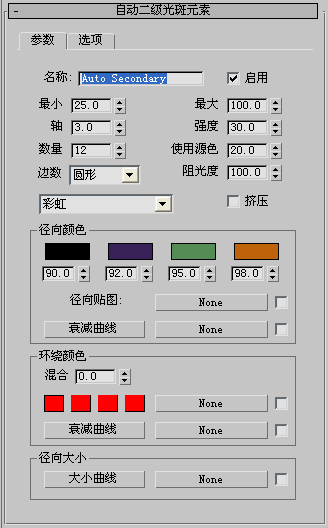 - 自动二级光斑元素
参数 选项
名称: Auto Secondary 启用
最小 25.0 最大 100.0
轴 3.0 强度 30.0
数量 12 使用源色 20.0
边数 圆形 阻光度 100.0
彩虹 挤压
径向颜色
90.0 92.0 95.0 98.0
径向贴图: None
衰减曲线 None
环绕颜色
混合 0.0
None
衰减曲线 None
径向大小
大小曲线 None